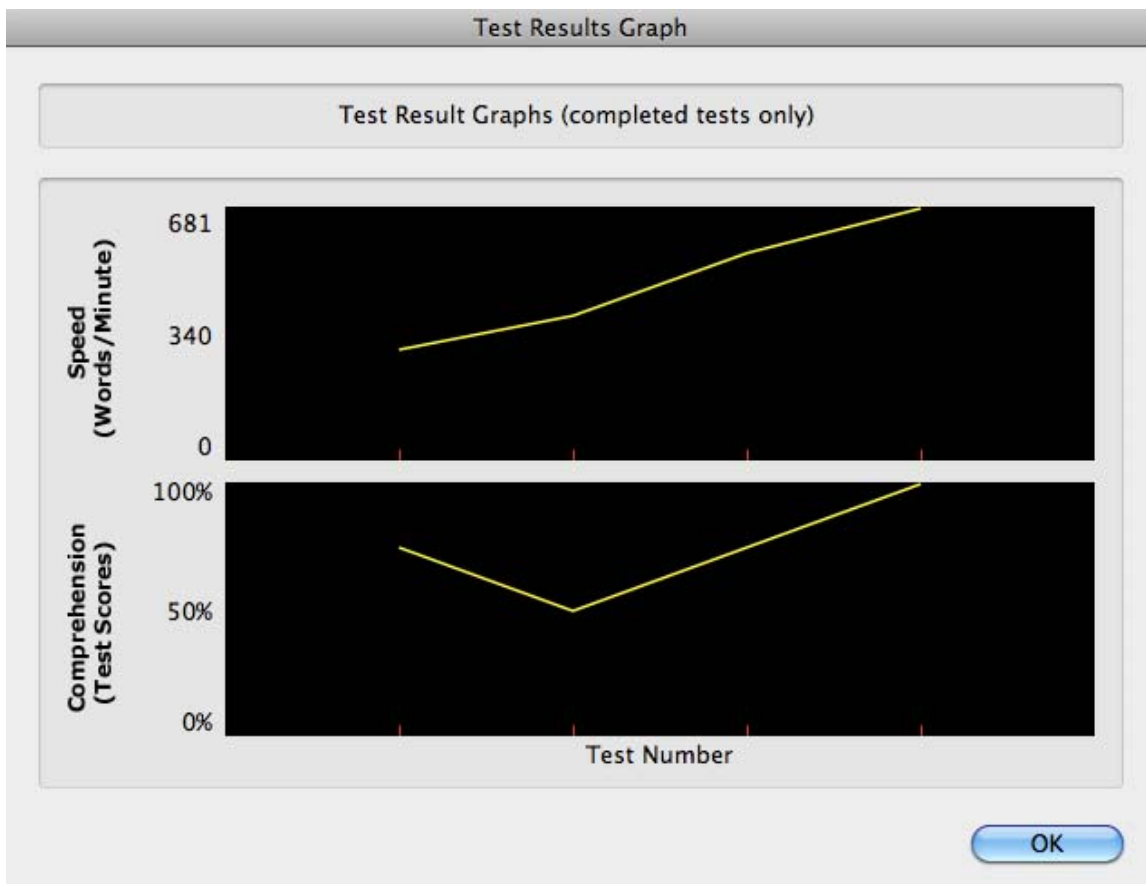 Test Results Graph
Test Result Graphs (completed tests only)
Speed
(Words/Minute)
681
340
0
Comprehension
(Test Scores)
100%
50%
0%
Test Number
OK